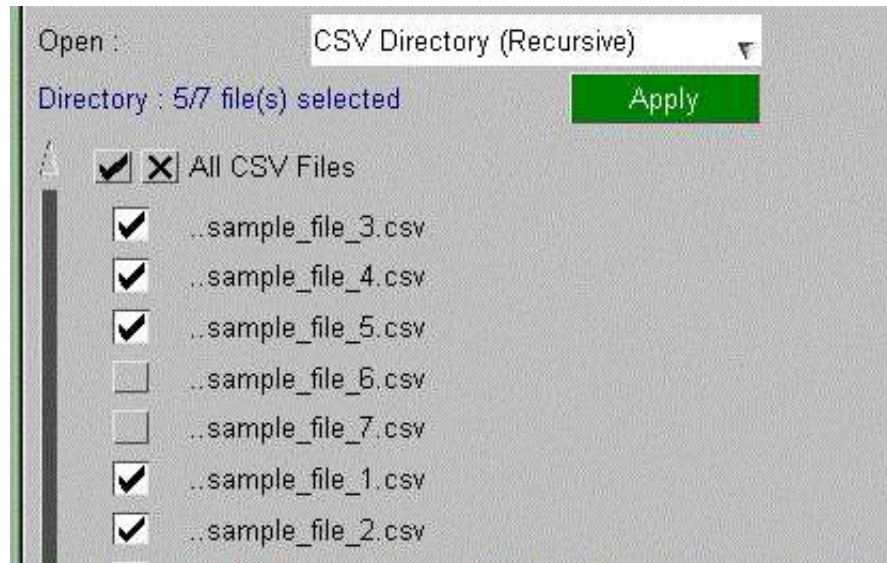 Open : CSV Directory (Recursive)
Directory : 5/7 file(s) selected Apply
All CSV Files
..sample_file_3.csv
..sample_file_4.csv
..sample_file_5.csv
..sample_file_6.csv
..sample_file_7.csv
..sample_file_1.csv
..sample_file_2.csv